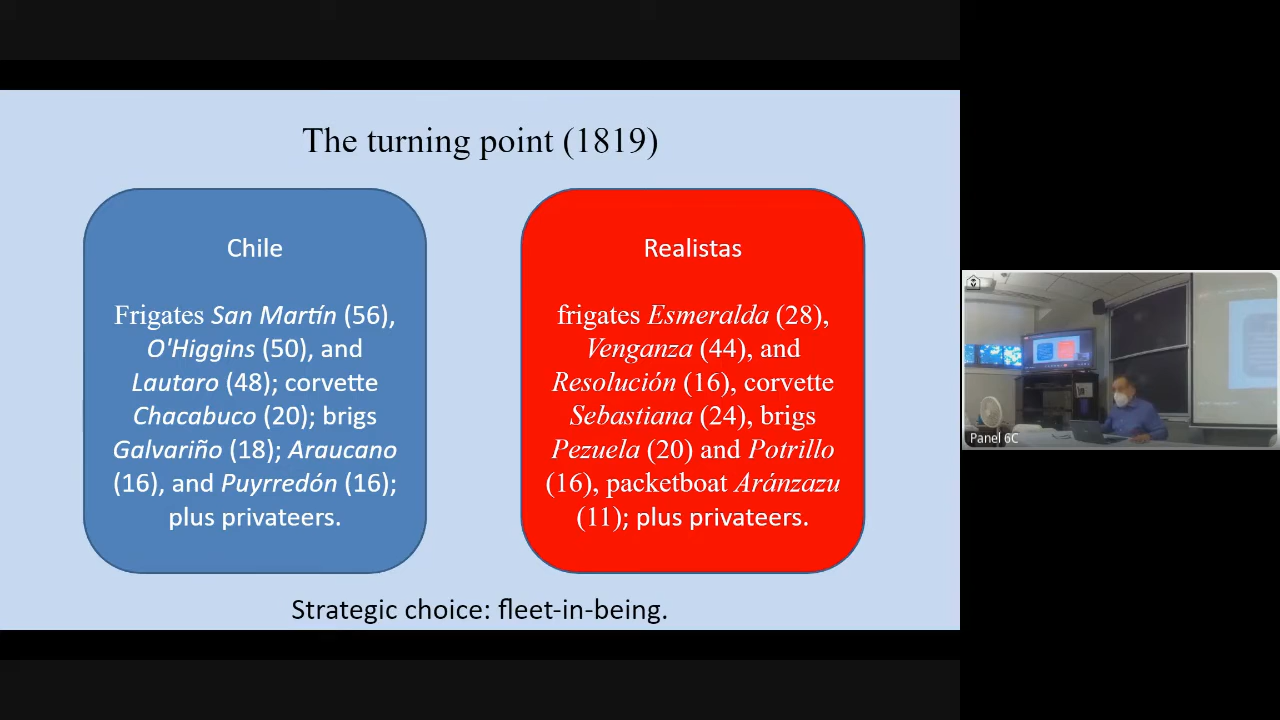 The turning point (1819)
Chile
Frigates San Martín (56),
O'Higgins (50), and
Lautaro (48); corvette
Chacabuco (20); brigs
Galvariño (18); Araucano
(16), and Puyrredón (16);
plus privateers.
Realistas
frigates Esmeralda (28),
Venganza (44), and
Resolución (16), corvette
Sebastiana (24), brigs
Pezuela (20) and Potrillo
(16), packetboat Aránzazu
(11); plus privateers.
Strategic choice: fleet-in-being.
Panel 6C